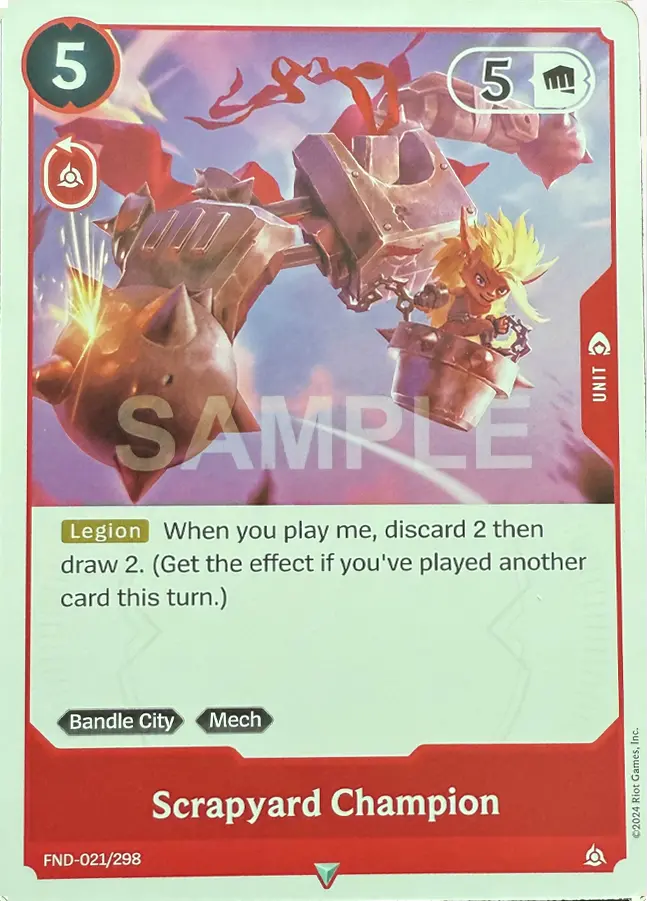 5
5
UNIT
SAMPLE
Legion When you play me, discard 2 then
draw 2. (Get the effect if you've played another
card this turn.)
Bandle City Mech
Scrapyard Champion
FND-021/298
©2024 Riot Games, Inc.